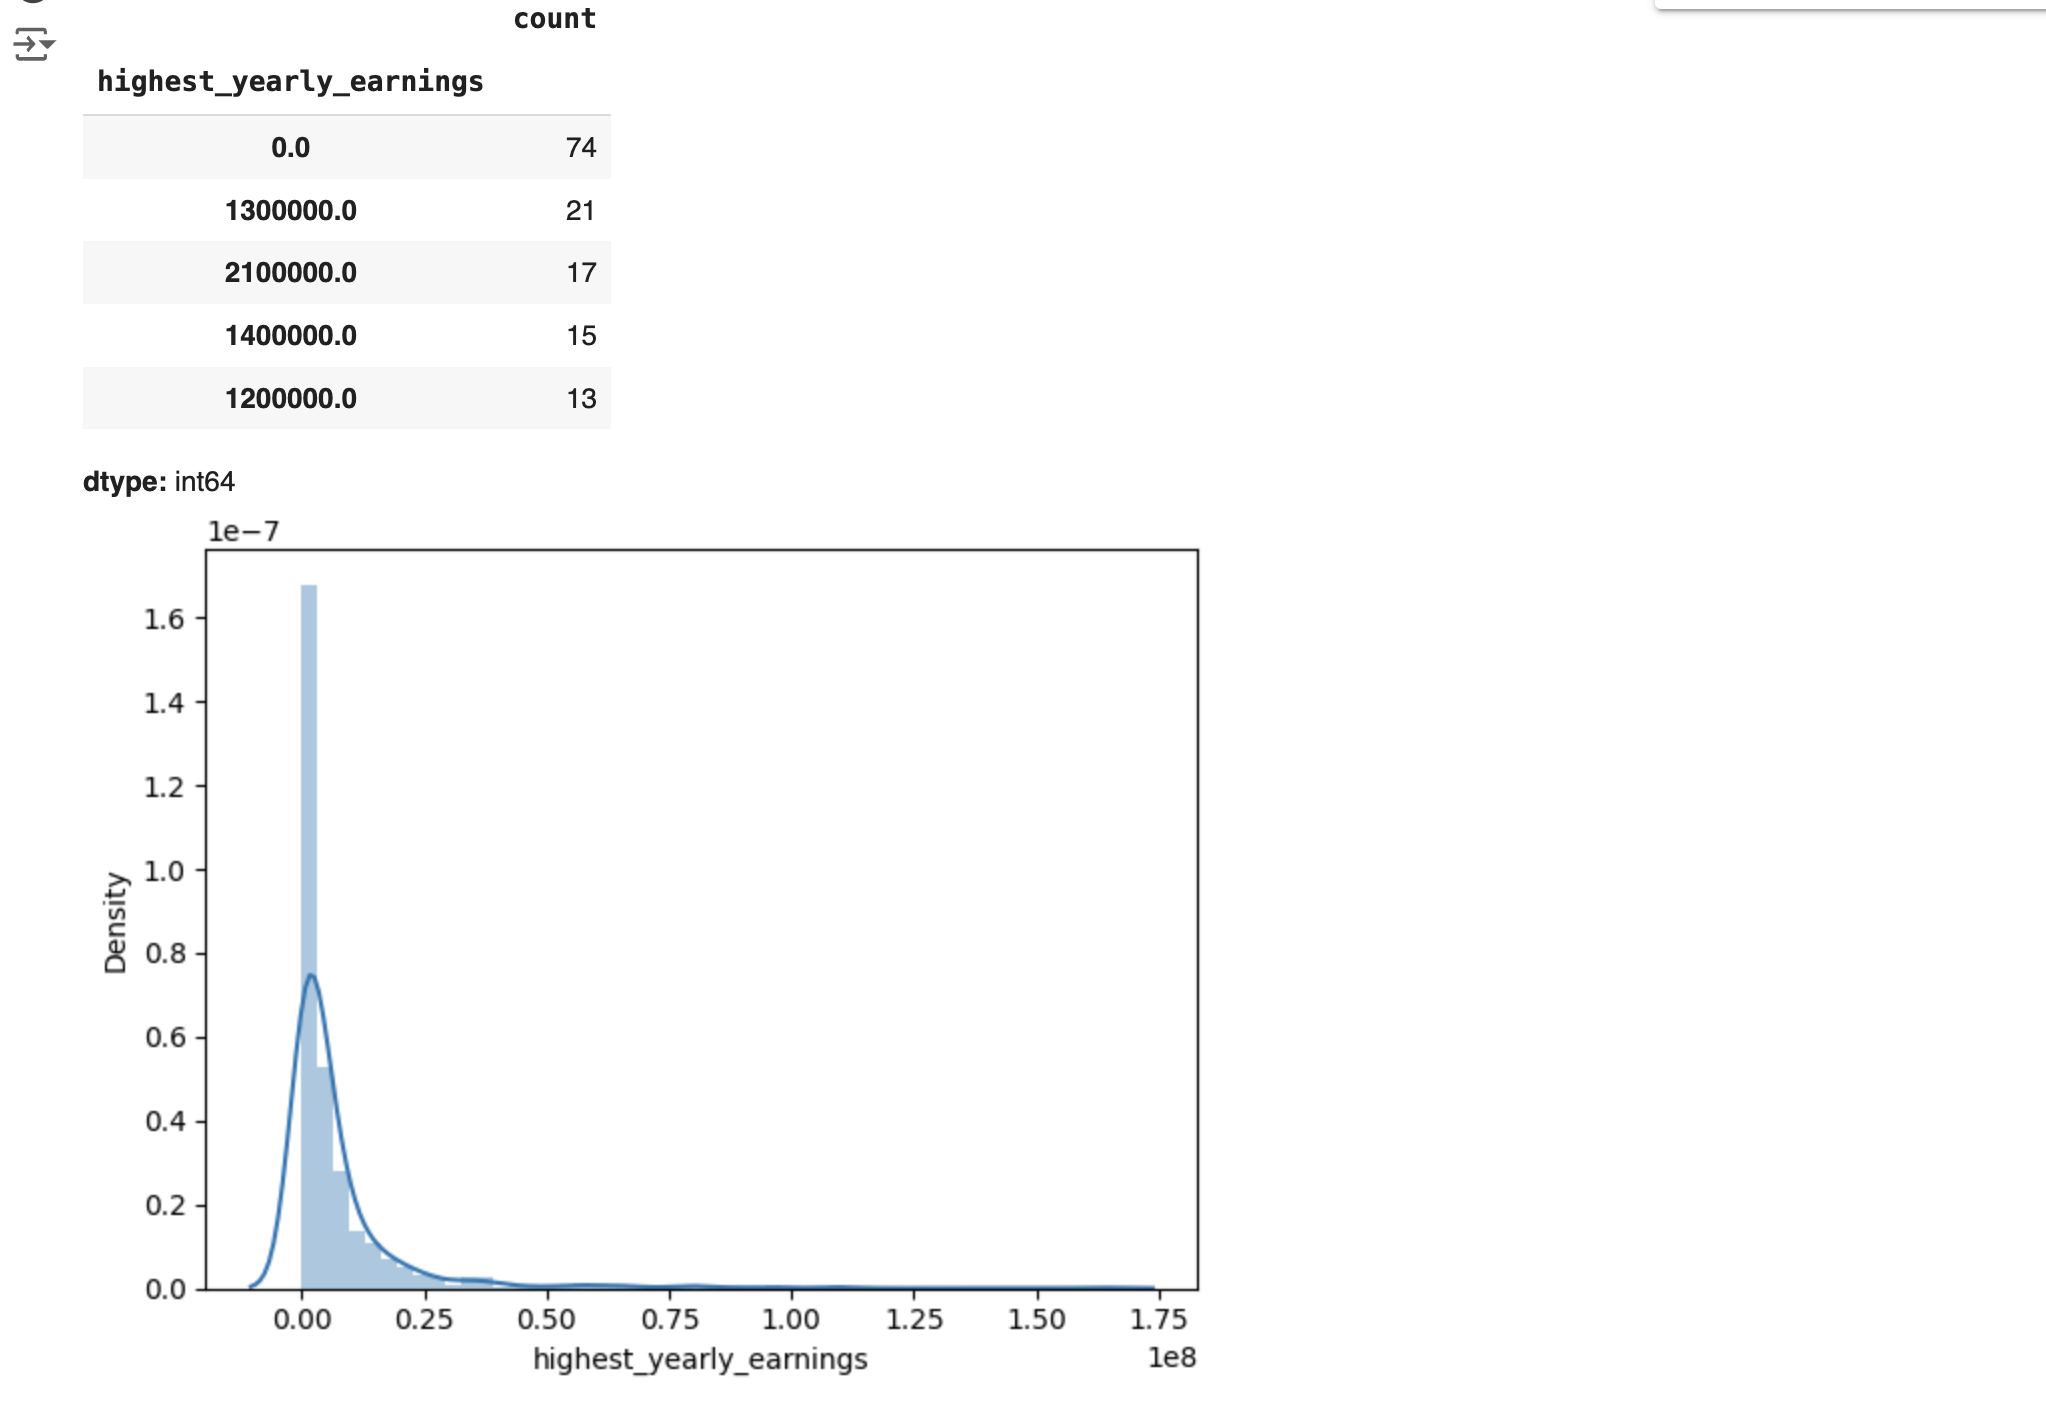 count
highest_yearly_earnings
0.0 74
1300000.0 21
2100000.0 17
1400000.0 15
1200000.0 13
dtype: int64
1e−7
1.6
1.4
1.2
1.0
0.8
0.6
0.4
0.2
0.0
Density
0.00 0.25 0.50 0.75 1.00 1.25 1.50 1.75
highest_yearly_earnings 1e8